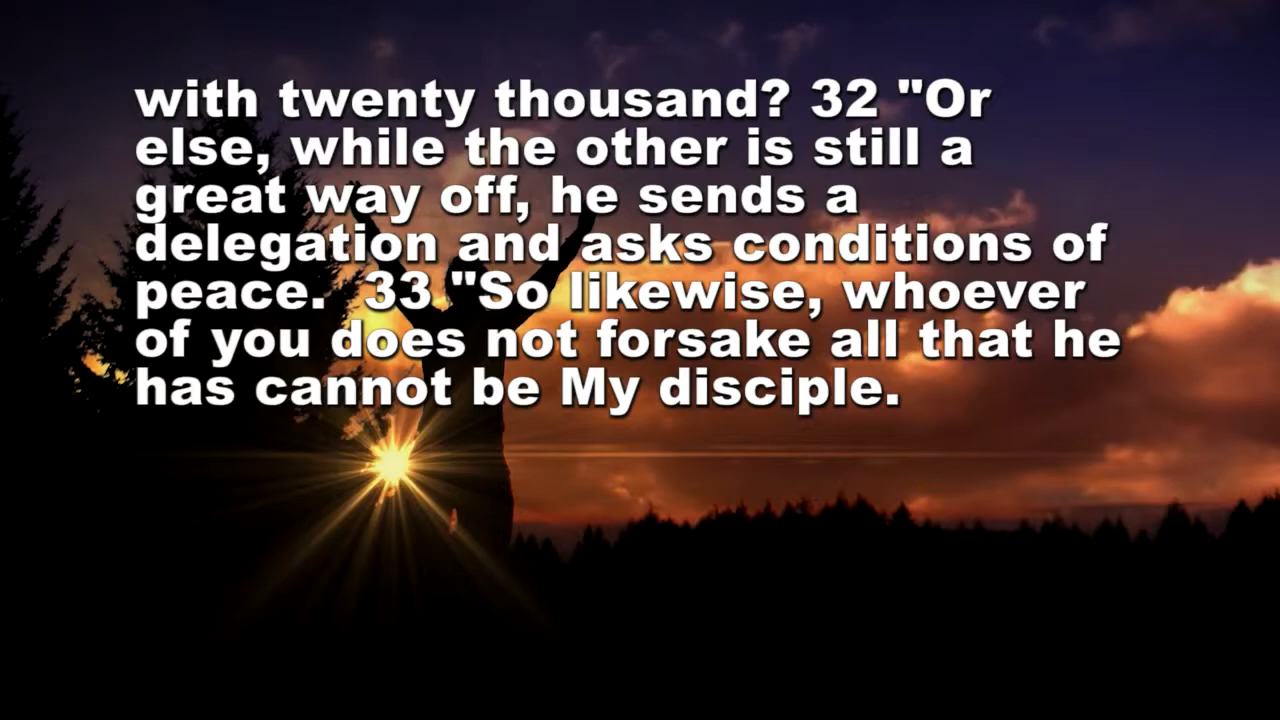 with twenty thousand? 32 "Or
else, while the other is still a
great way off, he sends a
delegation and asks conditions of
peace.  33 "So likewise, whoever
of you does not forsake all that he
has cannot be My disciple.